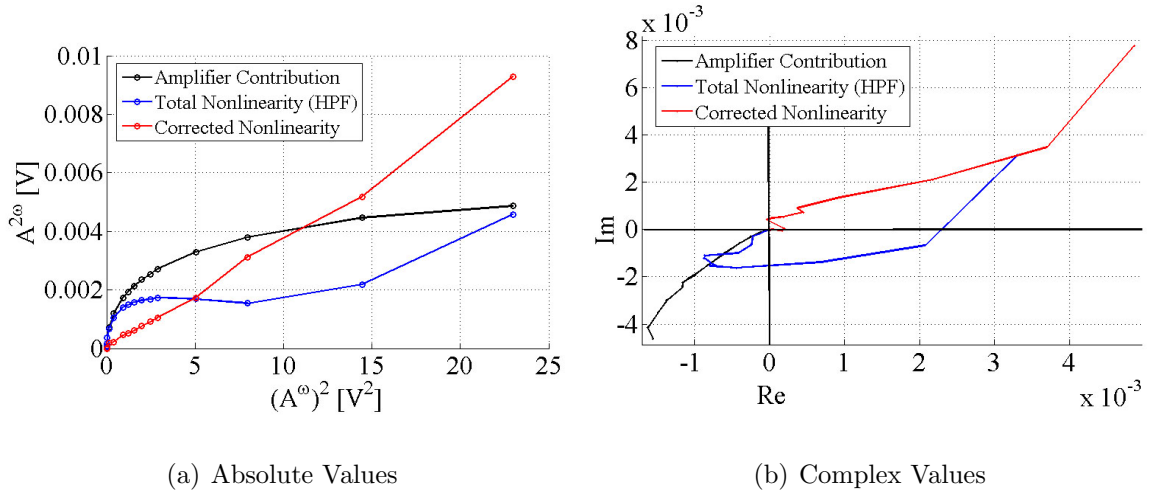 0.01
0.008
0.006
0.004
0.002
0
A^{2ω} [V]
Amplifier Contribution
Total Nonlinearity (HPF)
Corrected Nonlinearity
0 5 10 15 20 25
(A^ω)^2 [V^2]
(a) Absolute Values
x 10^{-3}
8
6
4
2
0
-2
-4
Im
Amplifier Contribution
Total Nonlinearity (HPF)
Corrected Nonlinearity
-1 0 1 2 3 4
Re
x 10^{-3}
(b) Complex Values